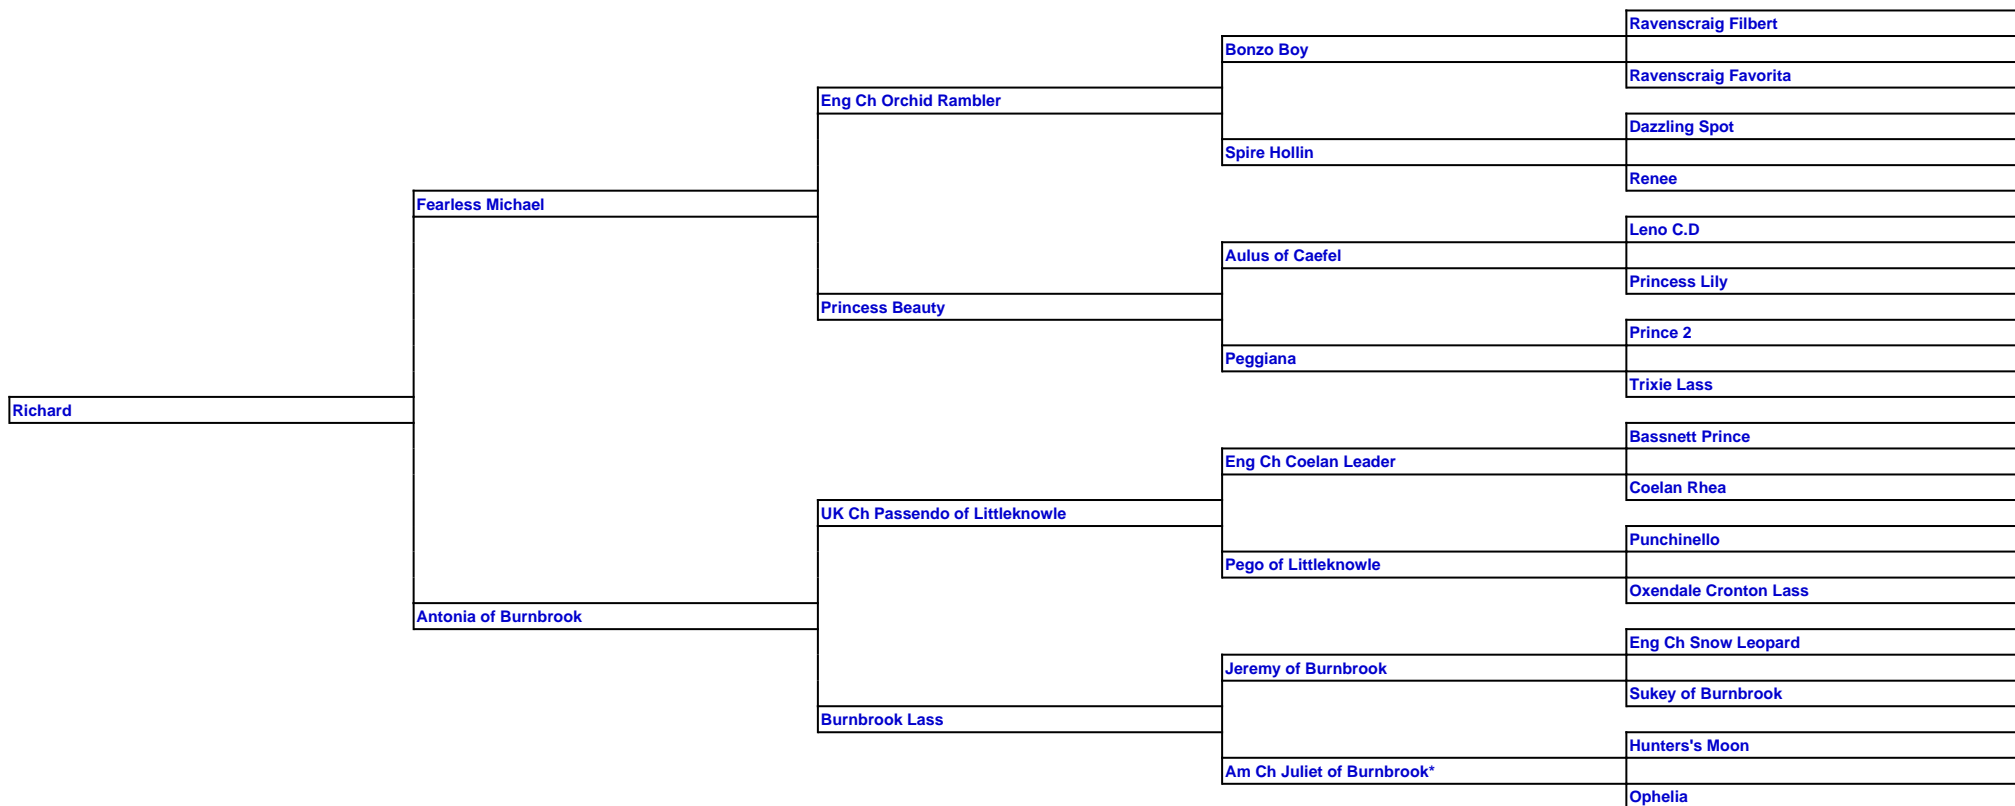 Ravenscraig Filbert
Bonzo Boy
Ravenscraig Favorita
Eng Ch Orchid Rambler
Dazzling Spot
Spire Hollin
Renee
Fearless Michael
Leno C.D
Aulus of Caefel
Princess Lily
Princess Beauty
Prince 2
Peggiana
Trixie Lass
Richard
Bassnett Prince
Eng Ch Coelan Leader
Coelan Rhea
UK Ch Passendo of Littleknowle
Punchinello
Pego of Littleknowle
Oxendale Cronton Lass
Antonia of Burnbrook
Eng Ch Snow Leopard
Jeremy of Burnbrook
Sukey of Burnbrook
Burnbrook Lass
Hunters's Moon
Am Ch Juliet of Burnbrook*
Ophelia